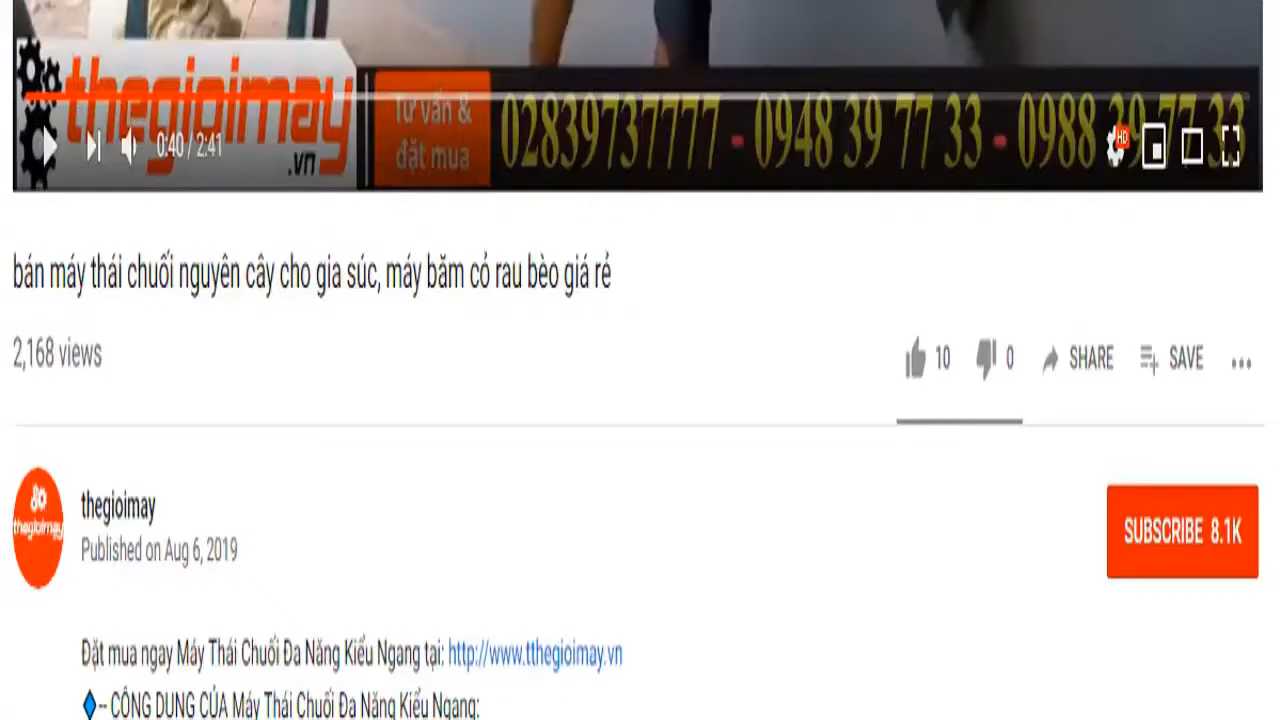 thegioimay
.vn
Tư vấn &
đặt mua
02839737777 - 0948 39 77 33 - 0988 39 77 33
HD
0:40 / 2:41
bán máy thái chuối nguyên cây cho gia súc, máy băm cỏ rau bèo giá rẻ
2,168 views
10 0 SHARE SAVE
thegioimay
thegioimay
Published on Aug 6, 2019
SUBSCRIBE 8.1K
Đặt mua ngay Máy Thái Chuối Đa Năng Kiểu Ngang tại: http://www.tthegioimay.vn
-- CÔNG DỤNG CỦA Máy Thái Chuối Đa Năng Kiểu Ngang: